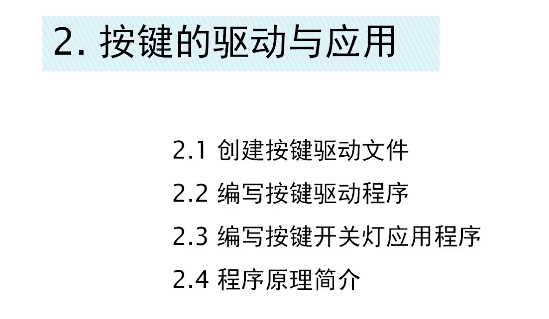 2. 按键的驱动与应用
2.1 创建按键驱动文件
2.2 编写按键驱动程序
2.3 编写按键开关灯应用程序
2.4 程序原理简介